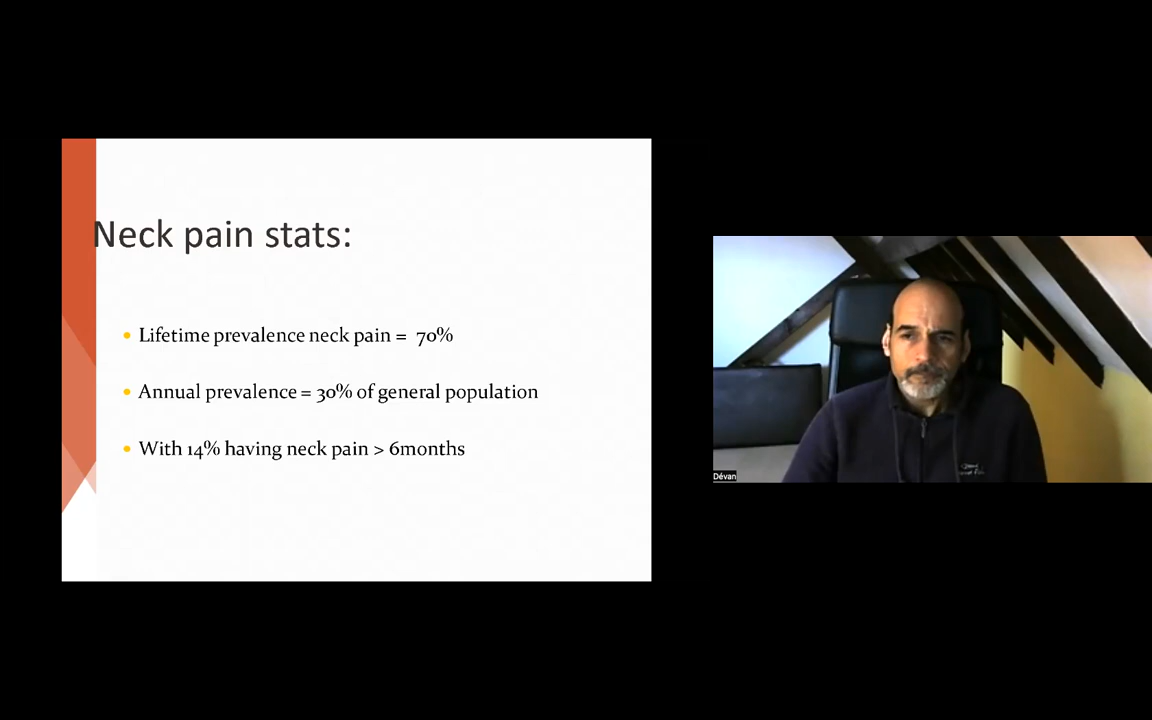 Neck pain stats:
• Lifetime prevalence neck pain = 70%
• Annual prevalence = 30% of general population
• With 14% having neck pain > 6months
Dévan